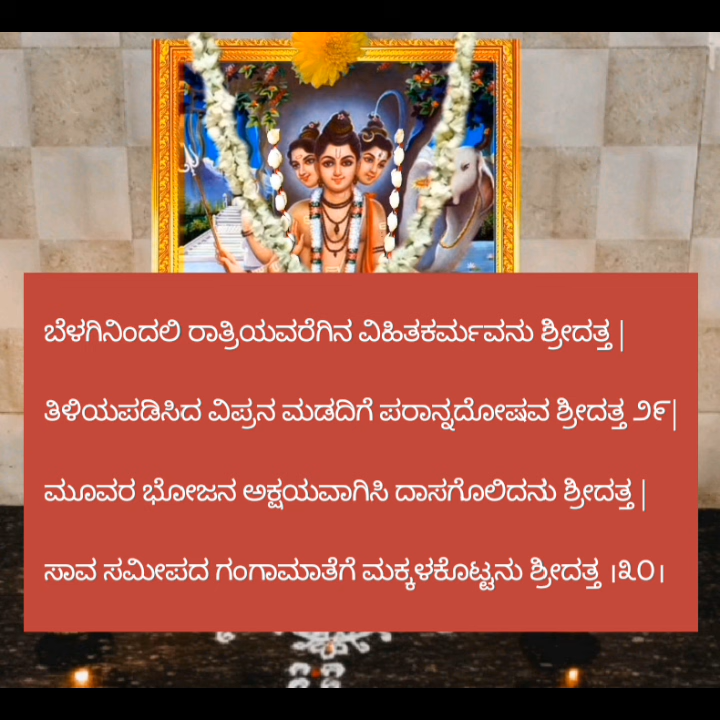 ಬೆಳಗಿನಿಂದಲಿ ರಾತ್ರಿಯವರೆಗಿನ ವಿಹಿತಕರ್ಮವನು ಶ್ರೀದತ್ತ |
ತಿಳಿಯಪಡಿಸಿದ ವಿಪ್ರನ ಮಡದಿಗೆ ಪರಾನ್ನದೋಷವ ಶ್ರೀದತ್ತ ೨೯|
ಮೂವರ ಭೋಜನ ಅಕ್ಷಯವಾಗಿಸಿ ದಾಸಗೊಲಿದನು ಶ್ರೀದತ್ತ |
ಸಾವ ಸಮೀಪದ ಗಂಗಾಮಾತೆಗೆ ಮಕ್ಕಳಕೊಟ್ಟನು ಶ್ರೀದತ್ತ ।೩೦।